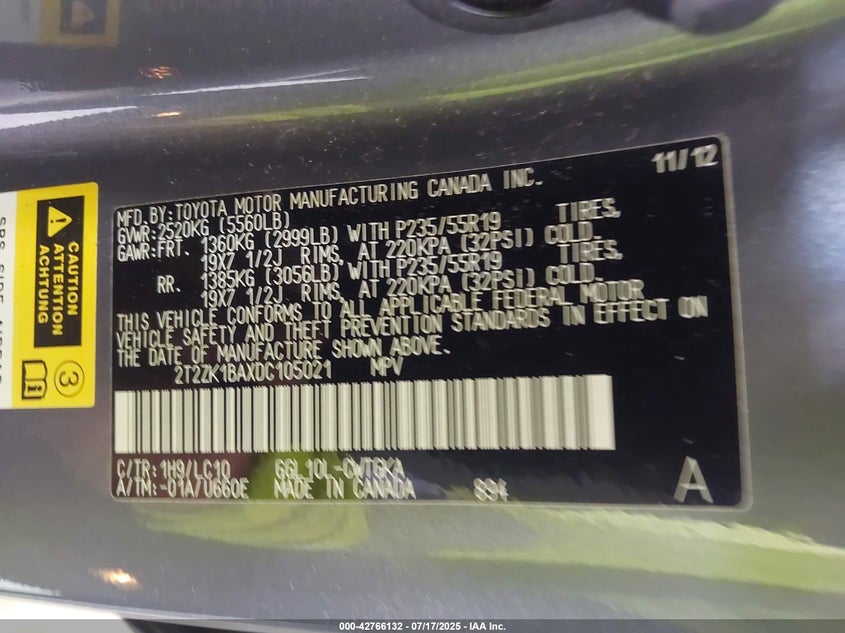 11/12
MFD.BY:TOYOTA MOTOR MANUFACTURING CANADA INC.
GVWR:2520KG (5560LB)
GAWR:FRT. 1360KG (2999LB) WITH P235/55R19 TIRES,
19X7 1/2J RIMS, AT 220KPA (32PSI) COLD.
RR. 1385KG (3056LB) WITH P235/55R19 TIRES,
19X7 1/2J RIMS, AT 220KPA (32PSI) COLD.
THIS VEHICLE CONFORMS TO ALL APPLICABLE FEDERAL MOTOR
VEHICLE SAFETY AND THEFT PREVENTION STANDARDS IN EFFECT ON
THE DATE OF MANUFACTURE SHOWN ABOVE.
2T2ZK1BAXDC105021 MPV
C/TR: 1H9/LC10 GGL10L-CWTGKA
A/TM:-01A/U660E MADE IN CANADA 894
A
CAUTION
ATTENTION
ACHTUNG
3
000-42766132 - 07/17/2025 - IAA Inc.